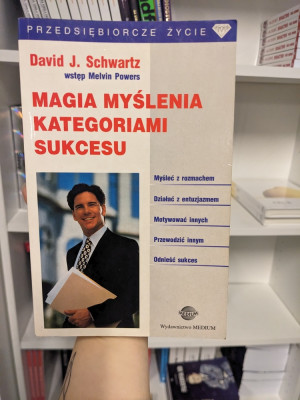 PRZEDSIĘBIORCZE ŻYCIE
David J. Schwartz
wstęp Melvin Powers
MAGIA MYŚLENIA
KATEGORIAMI
SUKCESU
Myśleć z rozmachem
Działać z entuzjazmem
Motywować innych
Przewodzić innym
Odnieść sukces
Wydawnictwo MEDIUM